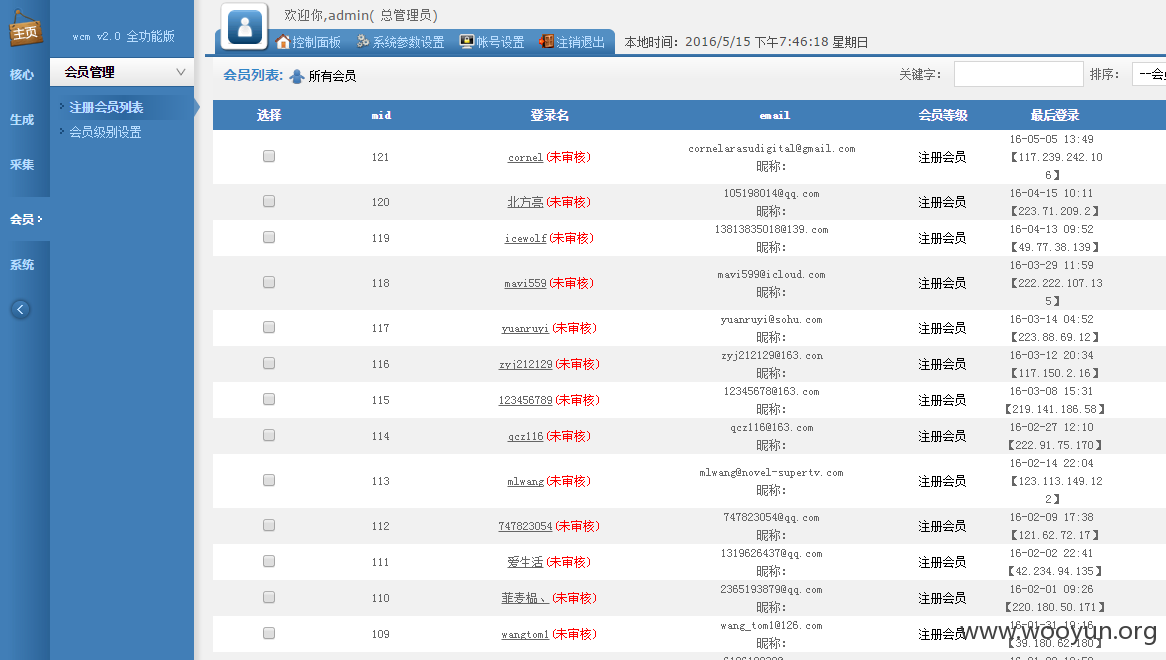 主页
wcm v2.0 全功能版
欢迎你,admin( 总管理员)
控制面板 系统参数设置 帐号设置 注销退出 本地时间：2016/5/15 下午7:46:18 星期日
核心
生成
采集
会员
系统
会员管理
注册会员列表
会员级别设置
会员列表: 所有会员 关键字： 排序： --会
选择 mid 登录名 email 会员等级 最后登录
121 cornel(未审核) cornelarasudigital@gmail.com 昵称: 注册会员 16-05-05 13:49
【117.239.242.10
6】
120 北方亮(未审核) 105198014@qq.com 昵称: 注册会员 16-04-15 10:11
【223.71.209.2】
119 icewolf(未审核) 13813835018@139.com 昵称: 注册会员 16-04-13 09:52
【49.77.38.139】
118 mavi559(未审核) mavi599@icloud.com 昵称: 注册会员 16-03-29 11:59
【222.222.107.13
5】
117 yuanruyi(未审核) yuanruyi@sohu.com 昵称: 注册会员 16-03-14 04:52
【223.88.69.12】
116 zyj212129(未审核) zyj212129@163.con 昵称: 注册会员 16-03-12 20:34
【117.150.2.16】
115 123456789(未审核) 12345678@163.com 昵称: 注册会员 16-03-08 15:31
【219.141.186.58】
114 qcz116(未审核) qcz116@163.com 昵称: 注册会员 16-02-27 12:10
【222.91.75.170】
113 mlwang(未审核) mlwang@novel-supertv.com 昵称: 注册会员 16-02-14 22:04
【123.113.149.12
2】
112 747823054(未审核) 747823054@qq.com 昵称: 注册会员 16-02-09 17:38
【121.62.72.17】
111 爱生活(未审核) 1319626437@qq.com 昵称: 注册会员 16-02-02 22:41
【42.234.94.135】
110 (未审核) 2365193879@qq.com 昵称: 注册会员 16-02-01 09:26
【220.180.50.171】
109 wangtom1(未审核) wang_tom1@126.com 昵称: 注册会员 16-01-31
【39.180.62.180】
www.wooyun.org